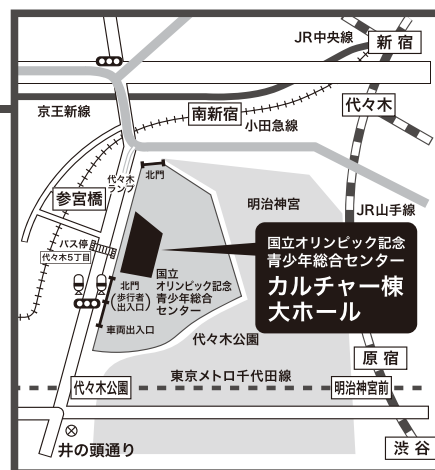 JR中央線
新宿
京王新線
南新宿
小田急線
代々木
代々木
ランプ
北門
参宮橋
明治神宮
JR山手線
バス停
代々木5丁目
国立オリンピック記念
青少年総合センター
カルチャー棟
大ホール
北門
(歩行者
出入口)
国立
オリンピック記念
青少年総合
センター
車両出入口
代々木公園
原宿
東京メトロ千代田線
代々木公園
明治神宮前
井の頭通り
渋谷